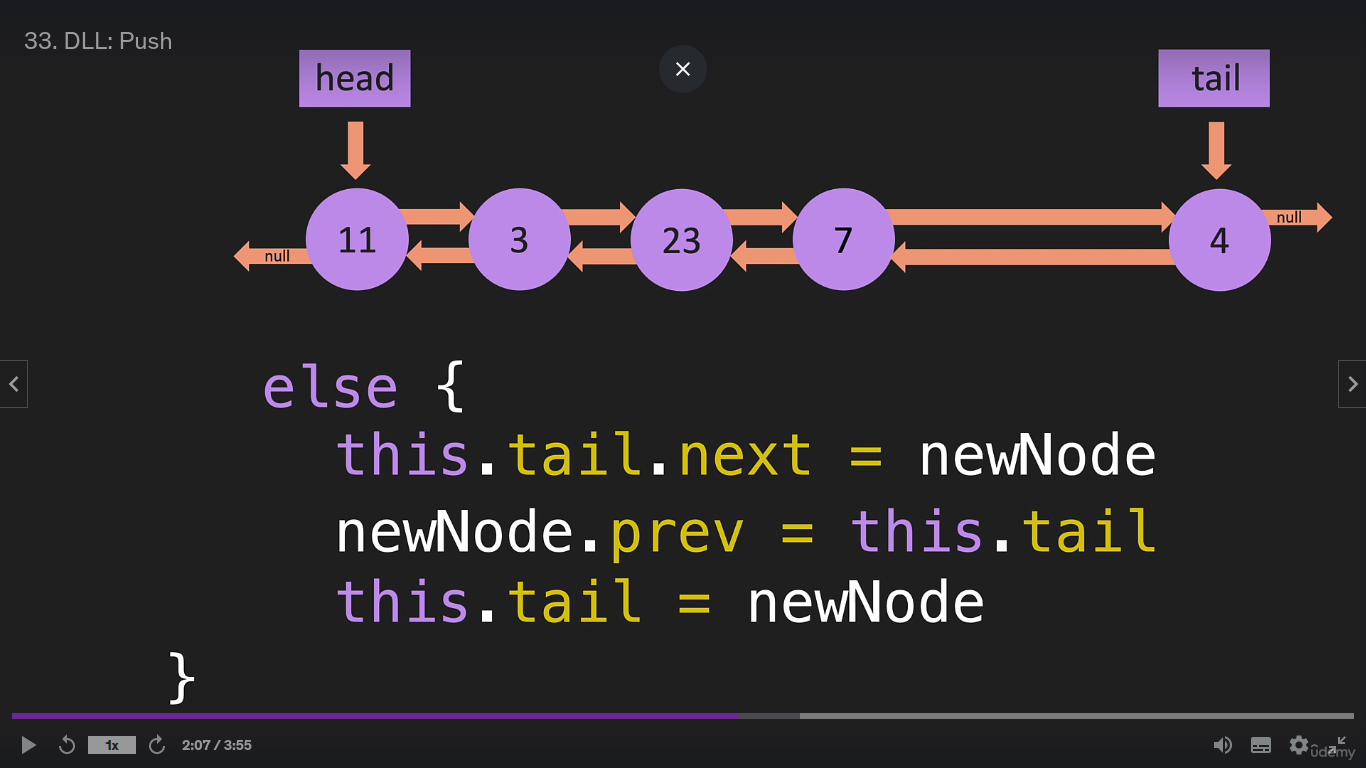 33. DLL: Push
head
tail
null
11
3
23
7
4
null
else {
this.tail.next = newNode
newNode.prev = this.tail
this.tail = newNode
}
1x
2:07 / 3:55
ûdemy